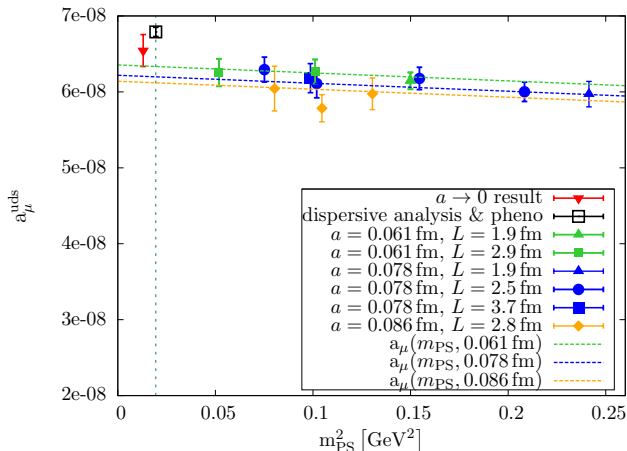 7e-08
6e-08
5e-08
4e-08
3e-08
2e-08
a_μ^uds
a → 0 result
dispersive analysis & pheno
a = 0.061 fm, L = 1.9 fm
a = 0.061 fm, L = 2.9 fm
a = 0.078 fm, L = 1.9 fm
a = 0.078 fm, L = 2.5 fm
a = 0.078 fm, L = 3.7 fm
a = 0.086 fm, L = 2.8 fm
a_μ(m_PS, 0.061 fm)
a_μ(m_PS, 0.078 fm)
a_μ(m_PS, 0.086 fm)
0 0.05 0.1 0.15 0.2 0.25
m²_PS [GeV²]